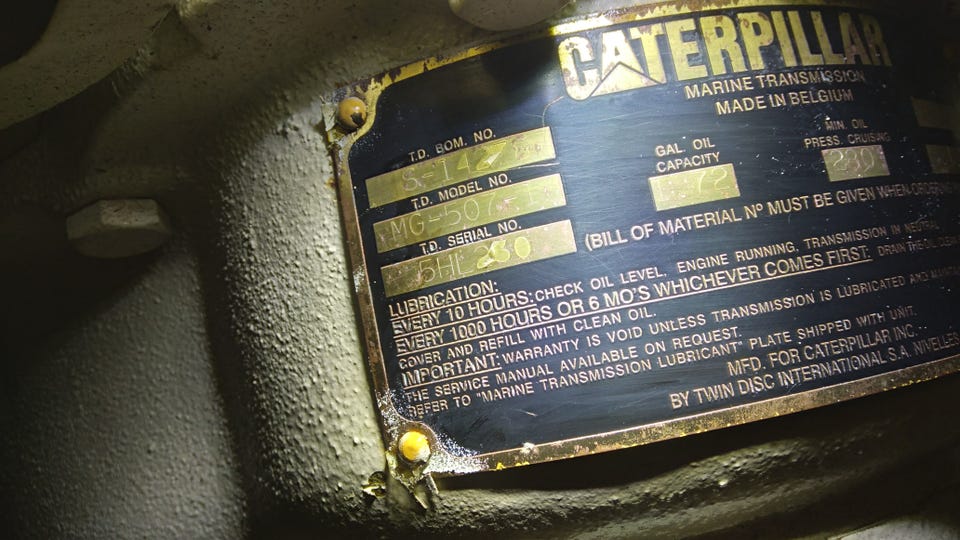 CATERPILLAR
MARINE TRANSMISSION
MADE IN BELGIUM
T.D. BOM. NO.
T.D. MODEL NO.
T.D. SERIAL NO.
5HL
GAL. OIL
CAPACITY
72
MIN. OIL
PRESS. CRUISING
(BILL OF MATERIAL Nº MUST BE GIVEN WHEN
LUBRICATION:
EVERY 10 HOURS: CHECK OIL LEVEL. ENGINE RUNNING, TRANSMISSION IN NEUTRAL
EVERY 1000 HOURS OR 6 MO'S WHICHEVER COMES FIRST: DRAIN THE OIL
COVER AND REFILL WITH CLEAN OIL.
IMPORTANT: WARRANTY IS VOID UNLESS TRANSMISSION IS LUBRICATED AND
THE SERVICE MANUAL AVAILABLE ON REQUEST.
REFER TO "MARINE TRANSMISSION LUBRICANT" PLATE SHIPPED WITH UNIT.
MFD. FOR CATERPILLAR INC.
BY TWIN DISC INTERNATIONAL S.A. NIVELLES